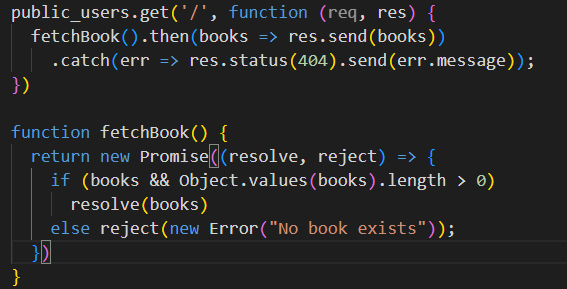 public_users.get('/', function (req, res) {
  fetchBook().then(books => res.send(books))
    .catch(err => res.status(404).send(err.message));
})

function fetchBook() {
  return new Promise((resolve, reject) => {
    if (books && Object.values(books).length > 0)
      resolve(books)
    else reject(new Error("No book exists"));
  })
}